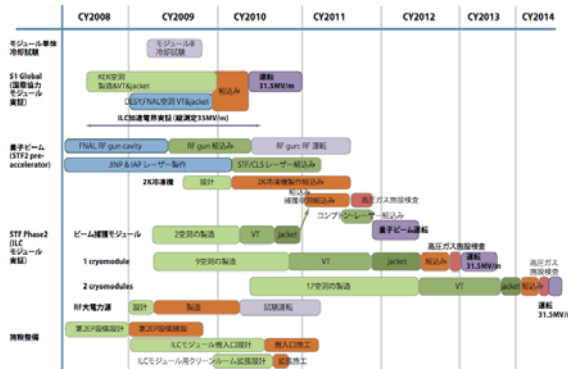 CY2008 CY2009 CY2010 CY2011 CY2012 CY2013 CY2014
モジュール単体
冷却試験
モジュールB
冷却試験
S1 Global
(国際協力
モジュール
実証)
KEK空洞
製造&VT&jacket
DESY,FNAL空洞 VT&jacket
組込み
運転
31.5MV/m
ILC加速電界実証 (縦測定35MV/m)
量子ビーム
(STF2 pre-
accelerator)
FNAL RF gun cavity
RF gun 組込み
RF gun: RF 運転
JINP & IAP レーザー製作
STF/CLS レーザー組込み
2K冷凍機
設計
2K冷凍機製作組込み
組込み
捕獲空洞組込み
高圧ガス施設検査
コンプトン・レーザー組込み
STF Phase2
(ILC
モジュール
実証)
ビーム捕獲モジュール
2空洞の製造
VT
jacket
量子ビーム運転
高圧ガス施設検査
1 cryomodule
9空洞の製造
VT
jacket
組込み
運転
31.5MV/m
高圧ガス
施設検査
2 cryomodules
17空洞の製造
VT
jacket
組込み
運転
31.5MV/m
RF大電力源
設計
製造
試験運転
施設整備
第2EP設備設計
第2EP設備建設
ILCモジュール搬入口設計
搬入口施工
ILCモジュール用クリーンルーム拡張設計
拡張施工